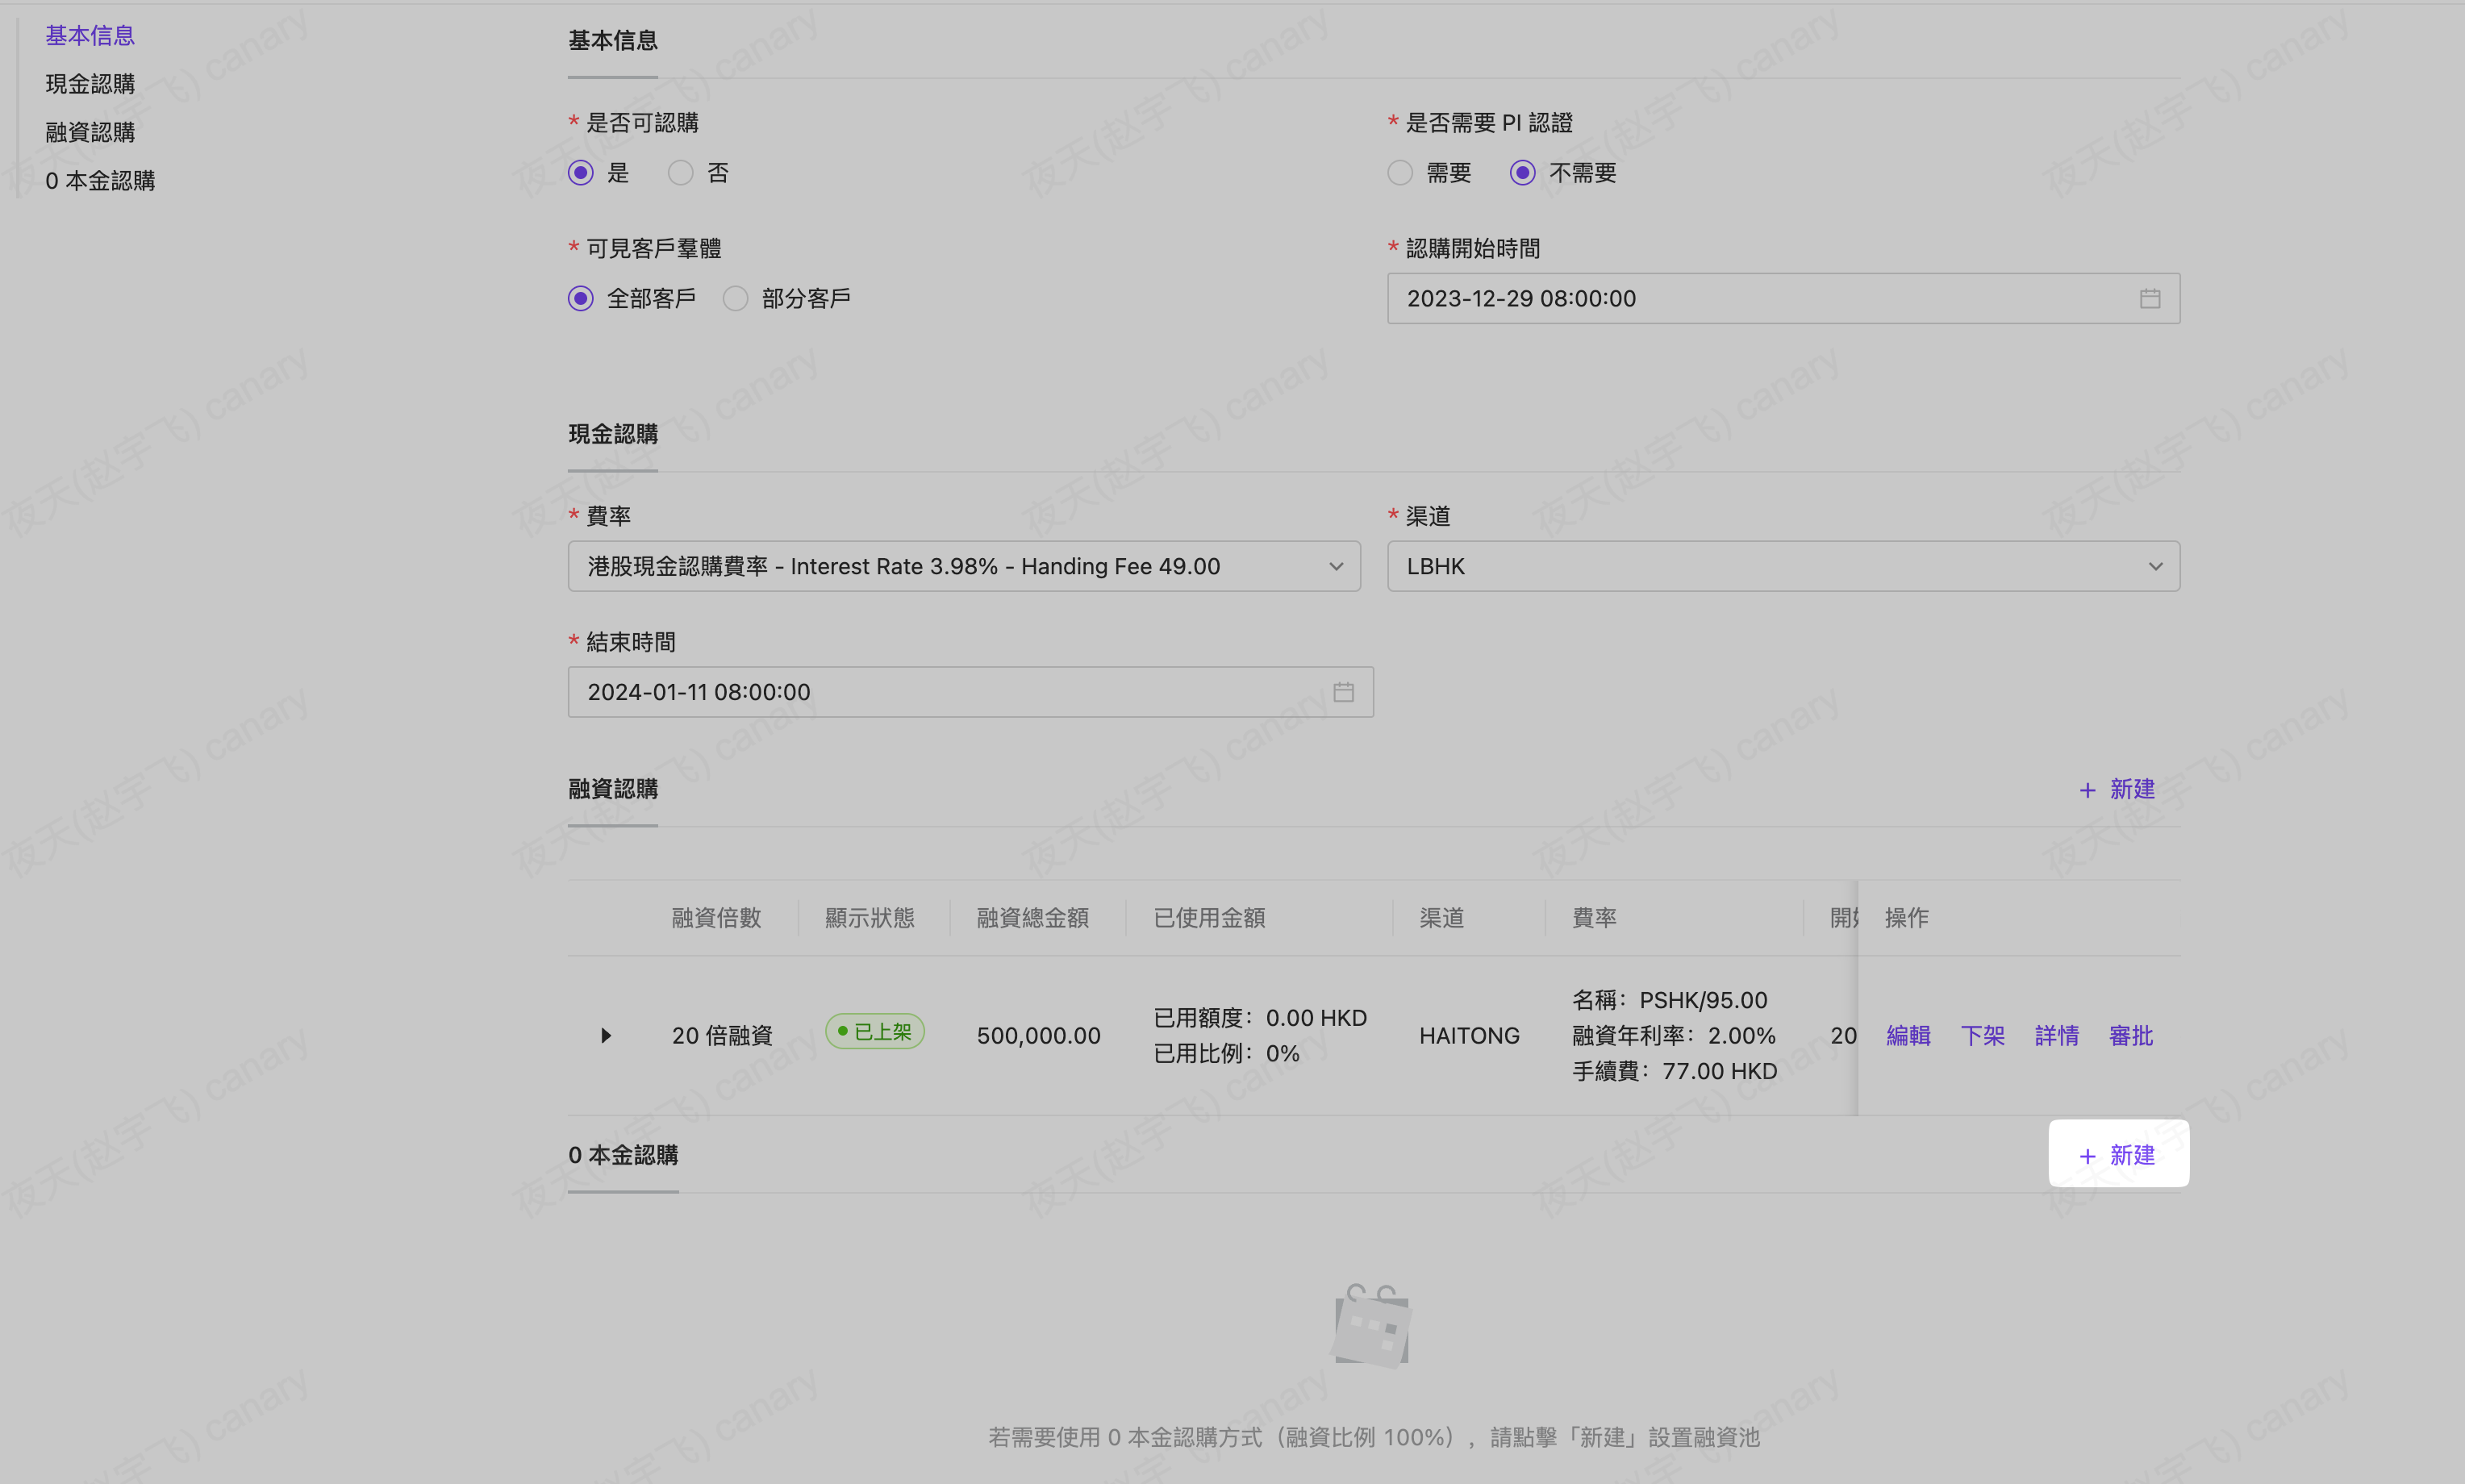 基本信息
現金認購
融資認購
0 本金認購
基本信息
* 是否可認購
是
否
* 是否需要 PI 認證
需要
不需要
* 可見客戶羣體
全部客戶
部分客戶
* 認購開始時間
2023-12-29 08:00:00
現金認購
* 費率
港股現金認購費率 - Interest Rate 3.98% - Handing Fee 49.00
* 渠道
LBHK
* 結束時間
2024-01-11 08:00:00
融資認購
+ 新建
融資倍數 顯示狀態 融資總金額 已使用金額 渠道 費率 開始 操作
20 倍融資
已上架
500,000.00
已用額度：0.00 HKD
已用比例：0%
HAITONG
名稱：PSHK/95.00
融資年利率：2.00%
手續費：77.00 HKD
20
編輯 下架 詳情 審批
0 本金認購
+ 新建
若需要使用 0 本金認購方式（融資比例 100%），請點擊「新建」設置融資池
夜天(赵宇飞) canary